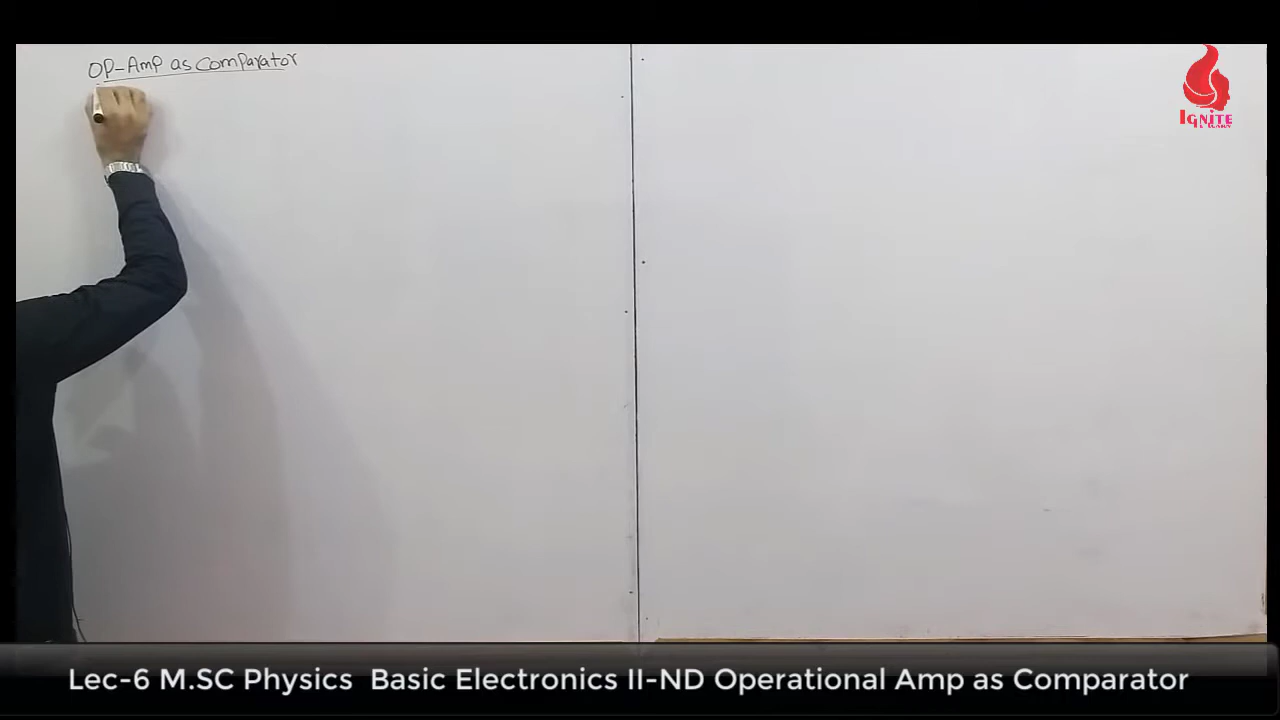 OP-Amp as Comparator
IGNITE
Lec-6 M.SC Physics Basic Electronics II-ND Operational Amp as Comparator